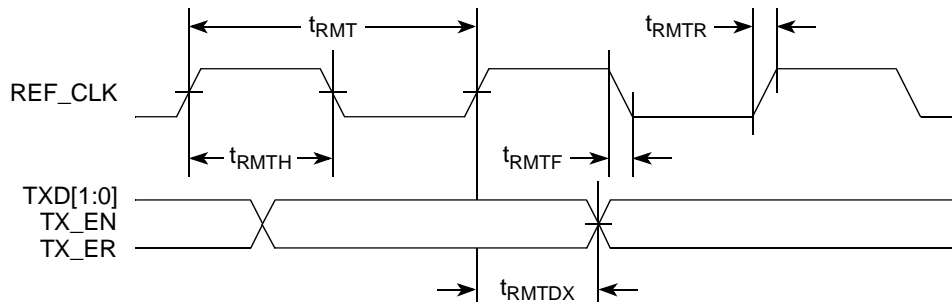 tRMT
tRMTR
REF_CLK
tRMTH
tRMTF
TXD[1:0]
TX_EN
TX_ER
tRMTDX